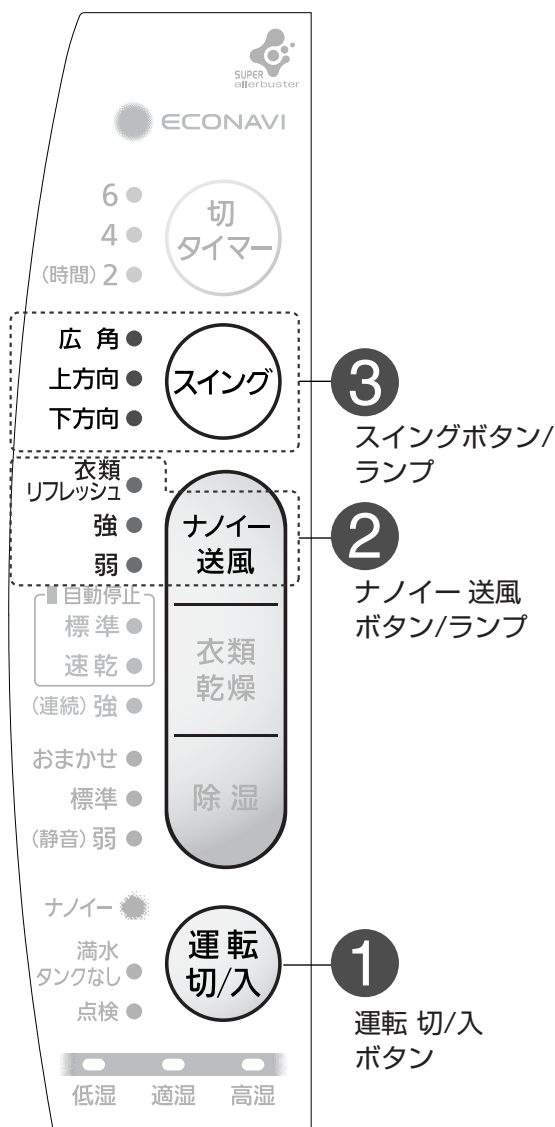 SUPER
allerbuster
ECONAVI
6
4
(時間) 2
切
タイマー
広 角
上方向
下方向
スイング
3
スイングボタン/
ランプ
衣類
リフレッシュ
強
弱
ナノイー
送風
2
ナノイー 送風
ボタン/ランプ
自動停止
標 準
速 乾
(連続) 強
衣類
乾燥
おまかせ
標準
(静音) 弱
除 湿
ナノイー
満水
タンクなし
点検
運 転
切/入
1
運転 切/入
ボタン
低湿 適湿 高湿